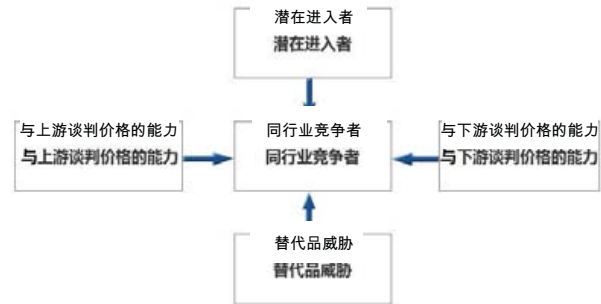 潜在进入者
潜在进入者
与上游谈判价格的能力
与上游谈判价格的能力
同行业竞争者
同行业竞争者
与下游谈判价格的能力
与下游谈判价格的能力
替代品威胁
替代品威胁